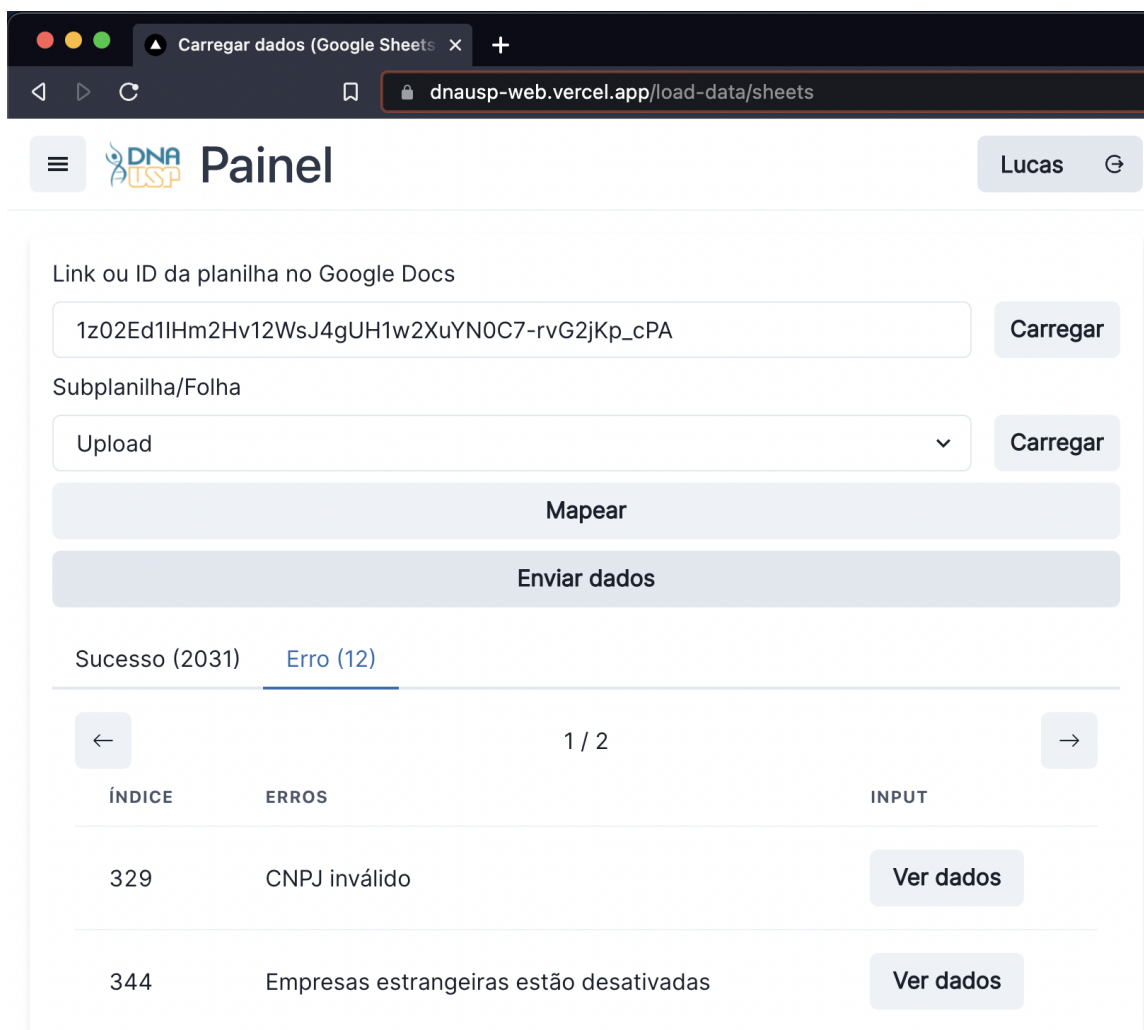 Carregar dados (Google Sheets
dnausp-web.vercel.app/load-data/sheets
DNA USP Painel
Lucas
Link ou ID da planilha no Google Docs
1z02Ed1lHm2Hv12WsJ4gUH1w2XuYN0C7-rvG2jKp_cPA Carregar
Subplanilha/Folha
Upload Carregar
Mapear
Enviar dados
Sucesso (2031) Erro (12)
1 / 2
ÍNDICE ERROS INPUT
329 CNPJ inválido Ver dados
344 Empresas estrangeiras estão desativadas Ver dados